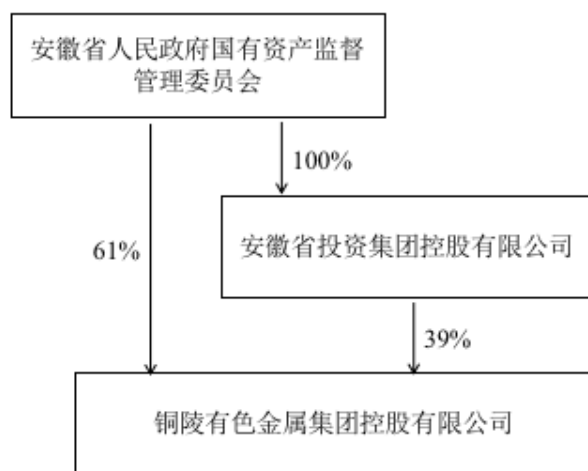 安徽省人民政府国有资产监督
管理委员会
100%
安徽省投资集团控股有限公司
61%
39%
铜陵有色金属集团控股有限公司